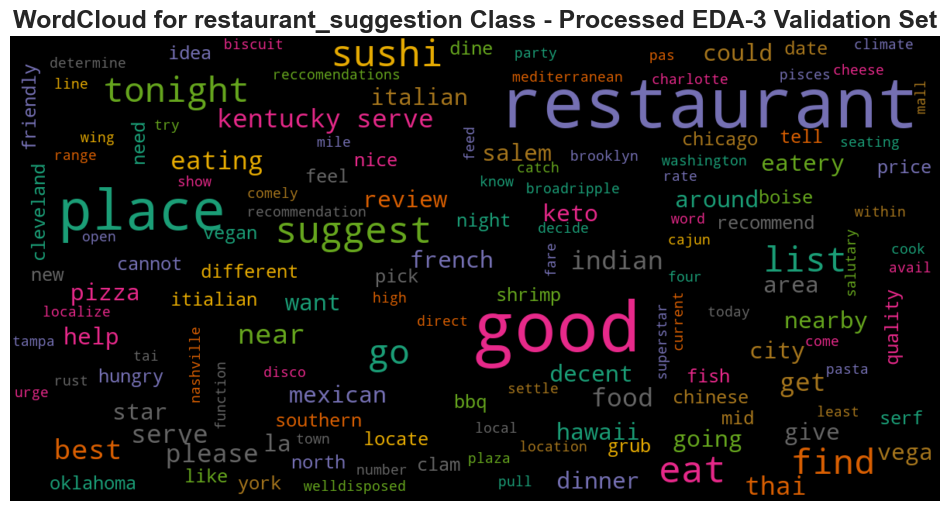 WordCloud for restaurant_suggestion Class - Processed EDA-3 Validation Set
biscuit
idea
sushi
dine
party
pas
could
date
climate
determine
reccomendations
mediterranean
charlotte
pisces
cheese
friendly
line
tonight
italian
restaurant
mall
kentucky serve
wing
need
try
mile
feed
salem
brooklyn
chicago
tell
seating
range
eating
nice
catch
washington
eatery
price
show
feel
know
broadripple
rate
cleveland
place
comely
review
keto
around
boise
recommendation
night
decide
word
recommend
within
open
vegan
suggest
cajun
cannot
different
french
fare
indian
list
salutary
cook
avail
new
pick
four
area
pizza
itialian
want
high
shrimp
superstar
current
today
nearby
quality
localize
help
near
direct
good
tampa
tai
nashville
go
city
come
rust
hungry
function
disco
decent
fish
get
pasta
urge
mexican
settle
food
chinese
star
bbq
mid
least
serf
southern
local
hawaii
best
serve
la
town
locate
location
grub
going
give
vega
please
north
number
clam
plaza
eat
find
oklahoma
like
york
welldisposed
pull
dinner
thai